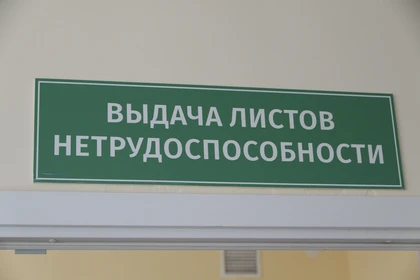 ВЫДАЧА ЛИСТОВ
НЕТРУДОСПОСОБНОСТИ